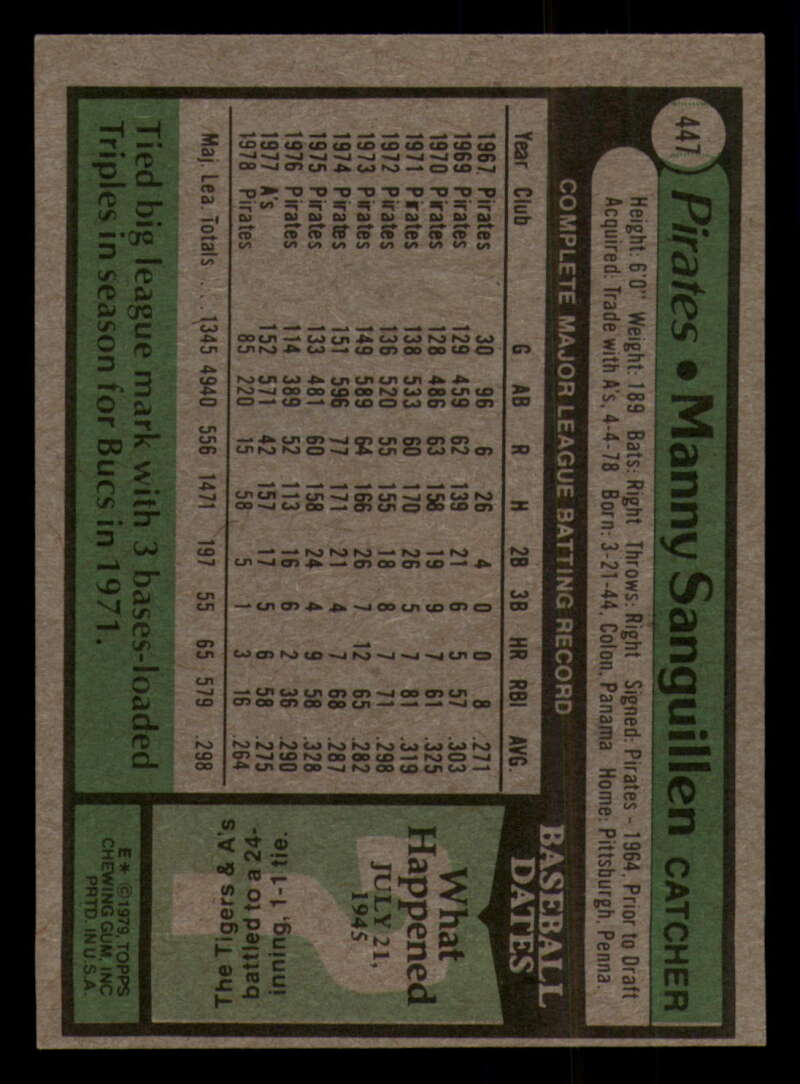 447
Pirates • Manny Sanguillen CATCHER
Height: 6'0" Weight: 189 Bats: Right Throws: Right Signed: Pirates - 1964, Prior to Draft
Acquired: Trade with A's, 4-4-78 Born: 3-21-44, Colon, Panama Home: Pittsburgh, Penna.
COMPLETE MAJOR LEAGUE BATTING RECORD
Year Club G AB R H 2B 3B HR RBI AVG.
1967 Pirates 30 96 6 26 4 0 0 8 .271
1969 Pirates 129 459 62 139 21 6 5 57 .303
1970 Pirates 128 486 63 158 19 9 7 61 .325
1971 Pirates 138 533 60 170 26 5 7 81 .319
1972 Pirates 136 520 55 155 18 8 7 71 .298
1973 Pirates 149 589 64 166 26 7 12 65 .282
1974 Pirates 151 596 77 171 21 4 7 68 .287
1975 Pirates 133 481 60 158 24 4 9 58 .328
1976 Pirates 114 389 52 113 16 6 2 36 .290
1977 A's 152 571 42 157 17 5 6 58 .275
1978 Pirates 85 220 15 58 5 1 3 16 .264
Maj. Lea. Totals . . . 1345 4940 556 1471 197 55 65 579 .298
Tied big league mark with 3 bases-loaded
Triples in season for Bucs in 1971.
BASEBALL
DATES
What
Happened
JULY 21,
1945
?
The Tigers & A's
battled to a 24-
inning, 1-1 tie.
E * ©1979, TOPPS
CHEWING GUM, INC
PRTD. IN U.S.A.